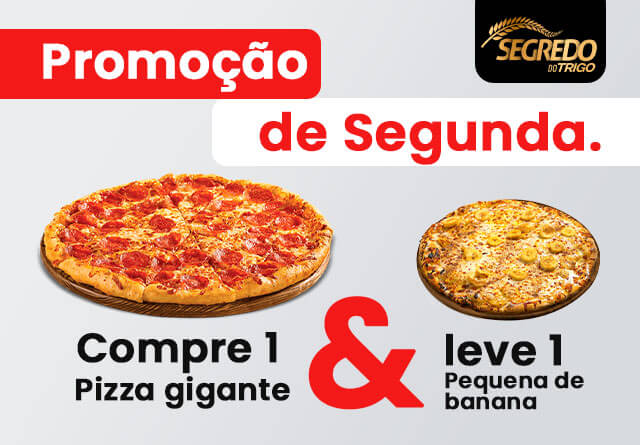 Promoção
SEGREDO
DO TRIGO
de Segunda.
Compre 1
Pizza gigante
&
leve 1
Pequena de
banana